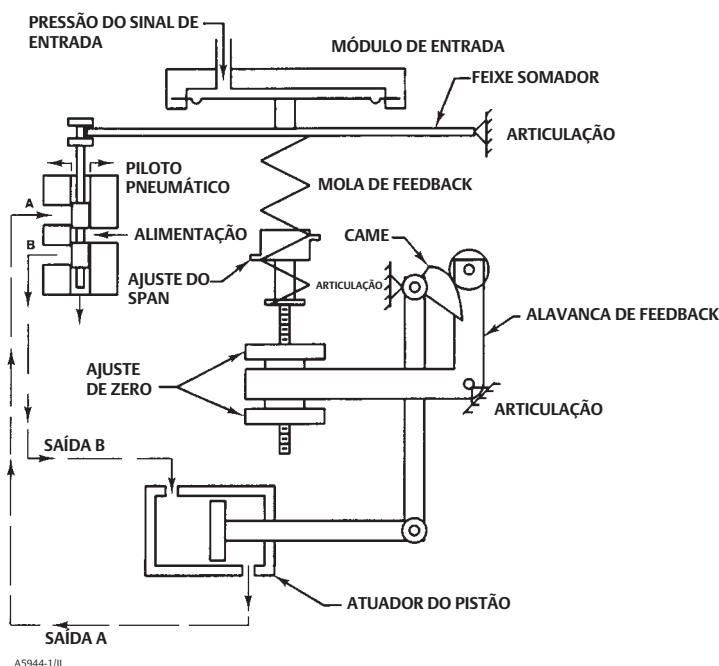 PRESSÃO DO SINAL DE
ENTRADA
MÓDULO DE ENTRADA
FEIXE SOMADOR
ARTICULAÇÃO
PILOTO
PNEUMÁTICO
MOLA DE FEEDBACK
A
ALIMENTAÇÃO
CAME
B
AJUSTE DO
SPAN
ARTICULAÇÃO
ALAVANCA DE FEEDBACK
AJUSTE
DE ZERO
ARTICULAÇÃO
SAÍDA B
ATUADOR DO PISTÃO
SAÍDA A
A5944-1/IL